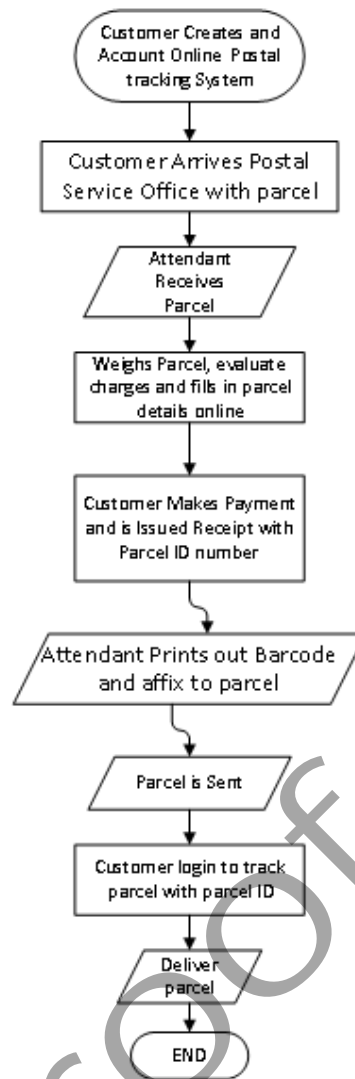 Customer Creates and
Account Online Postal
tracking System
Customer Arrives Postal
Service Office with parcel
Attendant
Receives
Parcel
Weighs Parcel, evaluate
charges and fills in parcel
details online
Customer Makes Payment
and is Issued Receipt with
Parcel ID number
Attendant Prints out Barcode
and affix to parcel
Parcel is Sent
Customer login to track
parcel with parcel ID
Deliver
parcel
END